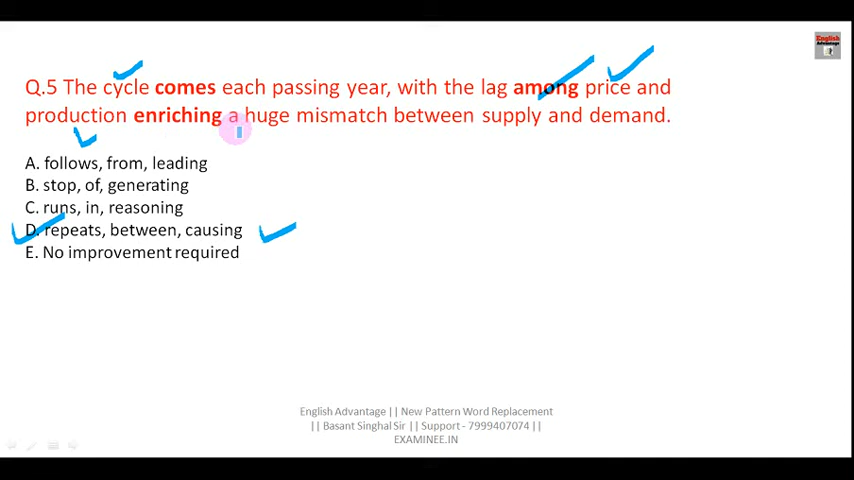 English
Advantage
Q.5 The cycle comes each passing year, with the lag among price and
production enriching a huge mismatch between supply and demand.
A. follows, from, leading
B. stop, of, generating
C. runs, in, reasoning
D. repeats, between, causing
E. No improvement required
English Advantage || New Pattern Word Replacement
|| Basant Singhal Sir || Support - 7999407074 ||
EXAMINEE.IN